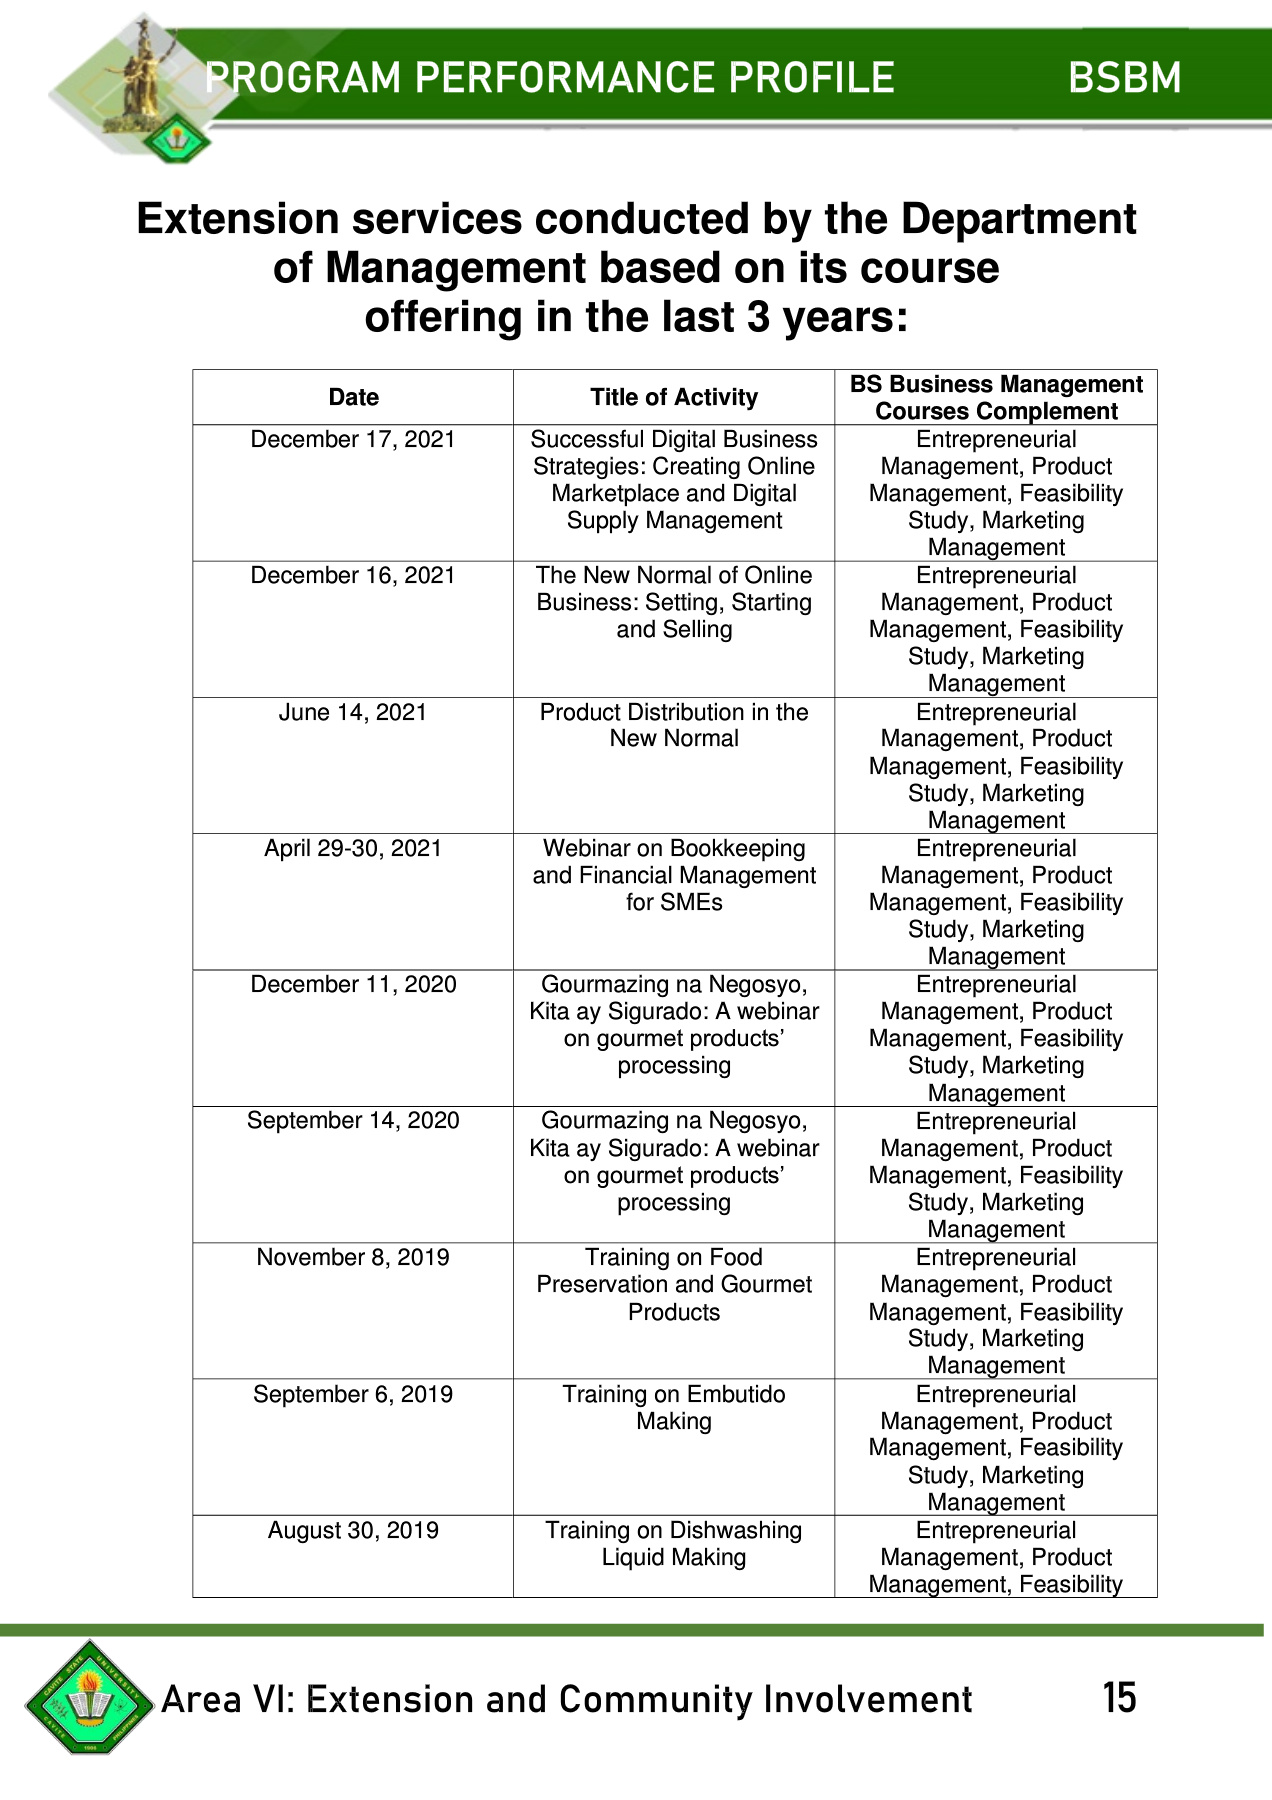 PROGRAM PERFORMANCE PROFILE BSBM
Extension services conducted by the Department
of Management based on its course
offering in the last 3 years:
Date
Title of Activity
BS Business Management
Courses Complement
December 17, 2021
Successful Digital Business
Strategies: Creating Online
Marketplace and Digital
Supply Management
Entrepreneurial
Management, Product
Management, Feasibility
Study, Marketing
Management
December 16, 2021
The New Normal of Online
Business: Setting, Starting
and Selling
Entrepreneurial
Management, Product
Management, Feasibility
Study, Marketing
Management
June 14, 2021
Product Distribution in the
New Normal
Entrepreneurial
Management, Product
Management, Feasibility
Study, Marketing
Management
April 29-30, 2021
Webinar on Bookkeeping
and Financial Management
for SMEs
Entrepreneurial
Management, Product
Management, Feasibility
Study, Marketing
Management
December 11, 2020
Gourmazing na Negosyo,
Kita ay Sigurado: A webinar
on gourmet products’
processing
Entrepreneurial
Management, Product
Management, Feasibility
Study, Marketing
Management
September 14, 2020
Gourmazing na Negosyo,
Kita ay Sigurado: A webinar
on gourmet products’
processing
Entrepreneurial
Management, Product
Management, Feasibility
Study, Marketing
Management
November 8, 2019
Training on Food
Preservation and Gourmet
Products
Entrepreneurial
Management, Product
Management, Feasibility
Study, Marketing
Management
September 6, 2019
Training on Embutido
Making
Entrepreneurial
Management, Product
Management, Feasibility
Study, Marketing
Management
August 30, 2019
Training on Dishwashing
Liquid Making
Entrepreneurial
Management, Product
Management, Feasibility
CAVITE STATE UNIVERSITY
CAVITE
PHILIPPINES
1906
Area VI: Extension and Community Involvement 15